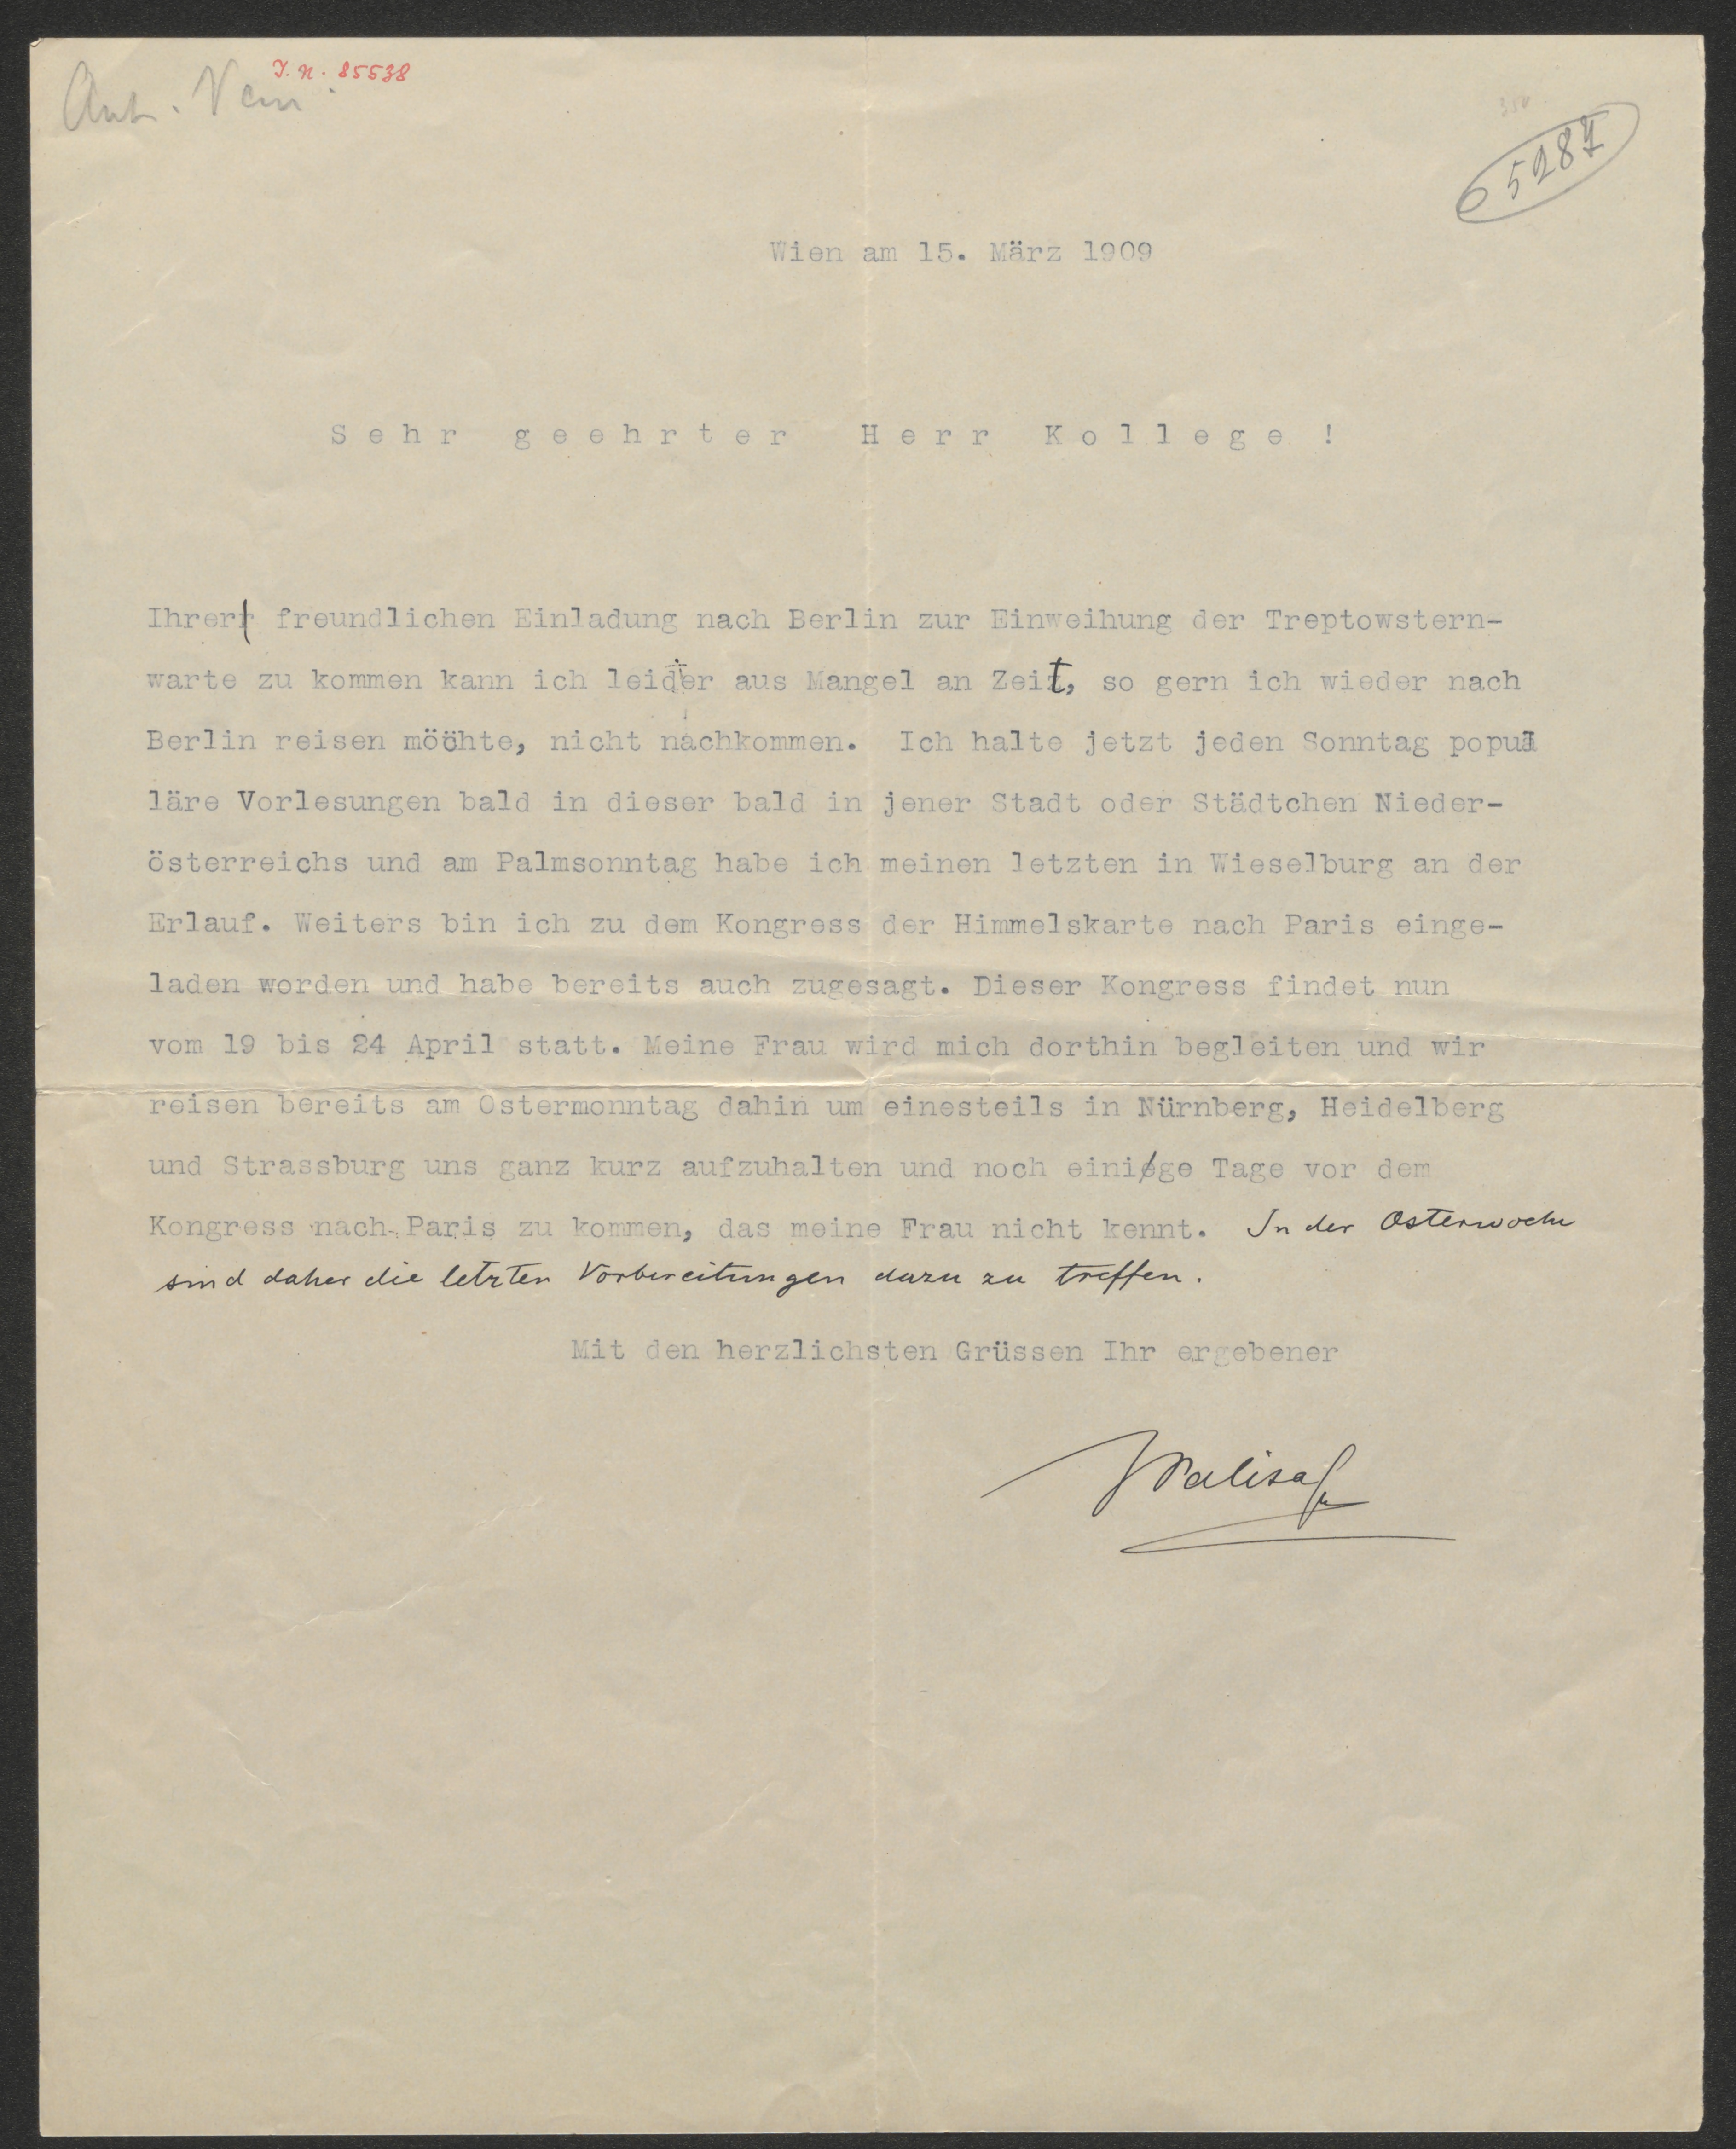 I. N. 85538
5287
Wien am 15. März 1909
Sehr geehrter Herr Kollege !
Ihrer freundlichen Einladung nach Berlin zur Einweihung der Treptowstern-
warte zu kommen kann ich leider aus Mangel an Zeit, so gern ich wieder nach
Berlin reisen möchte, nicht nachkommen. Ich halte jetzt jeden Sonntag popu
läre Vorlesungen bald in dieser bald in jener Stadt oder Städtchen Nieder-
österreichs und am Palmsonntag habe ich meinen letzten in Wieselburg an der
Erlauf. Weiters bin ich zu dem Kongress der Himmelskarte nach Paris einge-
laden worden und habe bereits auch zugesagt. Dieser Kongress findet nun
vom 19 bis 24 April statt. Meine Frau wird mich dorthin begleiten und wir
reisen bereits am Ostermonntag dahin um einesteils in Nürnberg, Heidelberg
und Strassburg uns ganz kurz aufzuhalten und noch einige Tage vor dem
Kongress nach Paris zu kommen, das meine Frau nicht kennt. In der Osterwoche
sind daher die letzten Vorbereitungen dazu zu treffen.
Mit den herzlichsten Grüssen Ihr ergebener
J Palisa